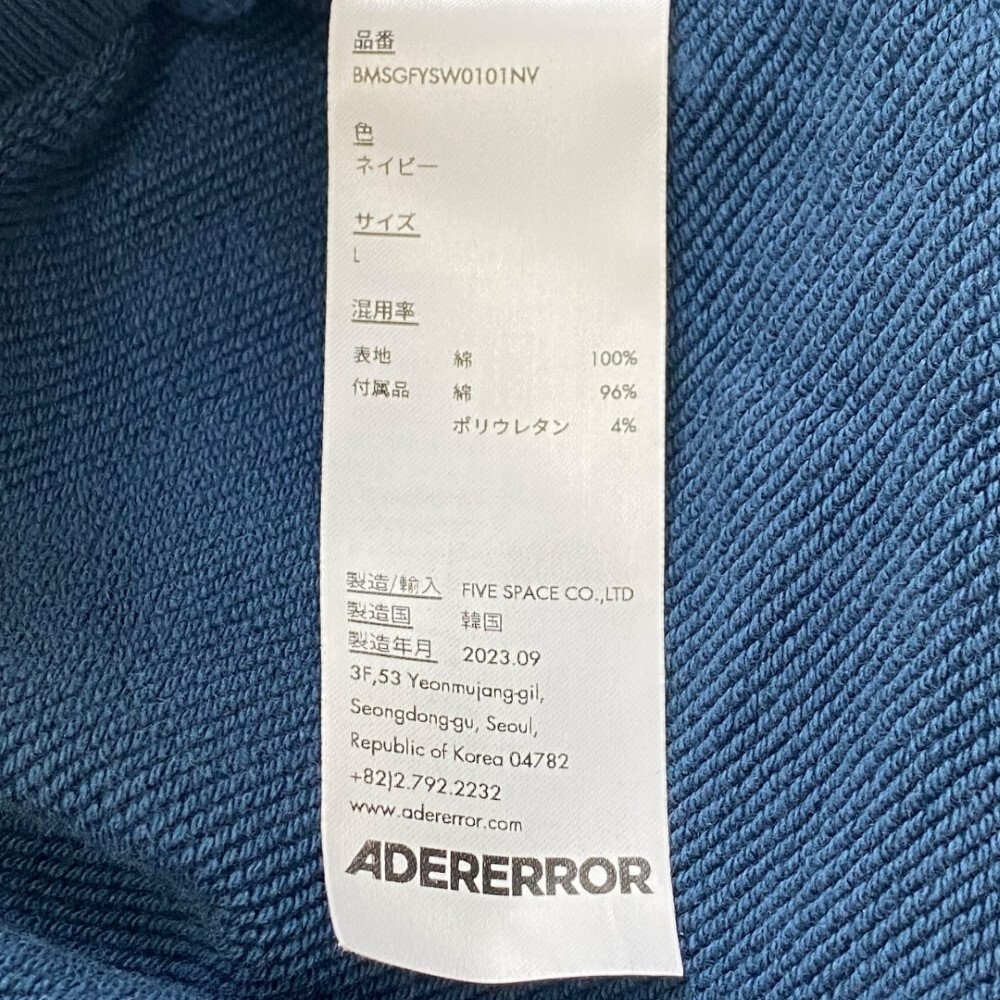 品番
BMSGFYSW0101NV
色
ネイビー
サイズ
L
混用率
表地 綿 100%
付属品 綿 96%
ポリウレタン 4%
製造/輸入 FIVE SPACE CO.,LTD
製造国 韓国
製造年月 2023.09
3F,53 Yeonmujang-gil,
Seongdong-gu, Seoul,
Republic of Korea 04782
+82)2.792.2232
www.adererror.com
ADERERROR